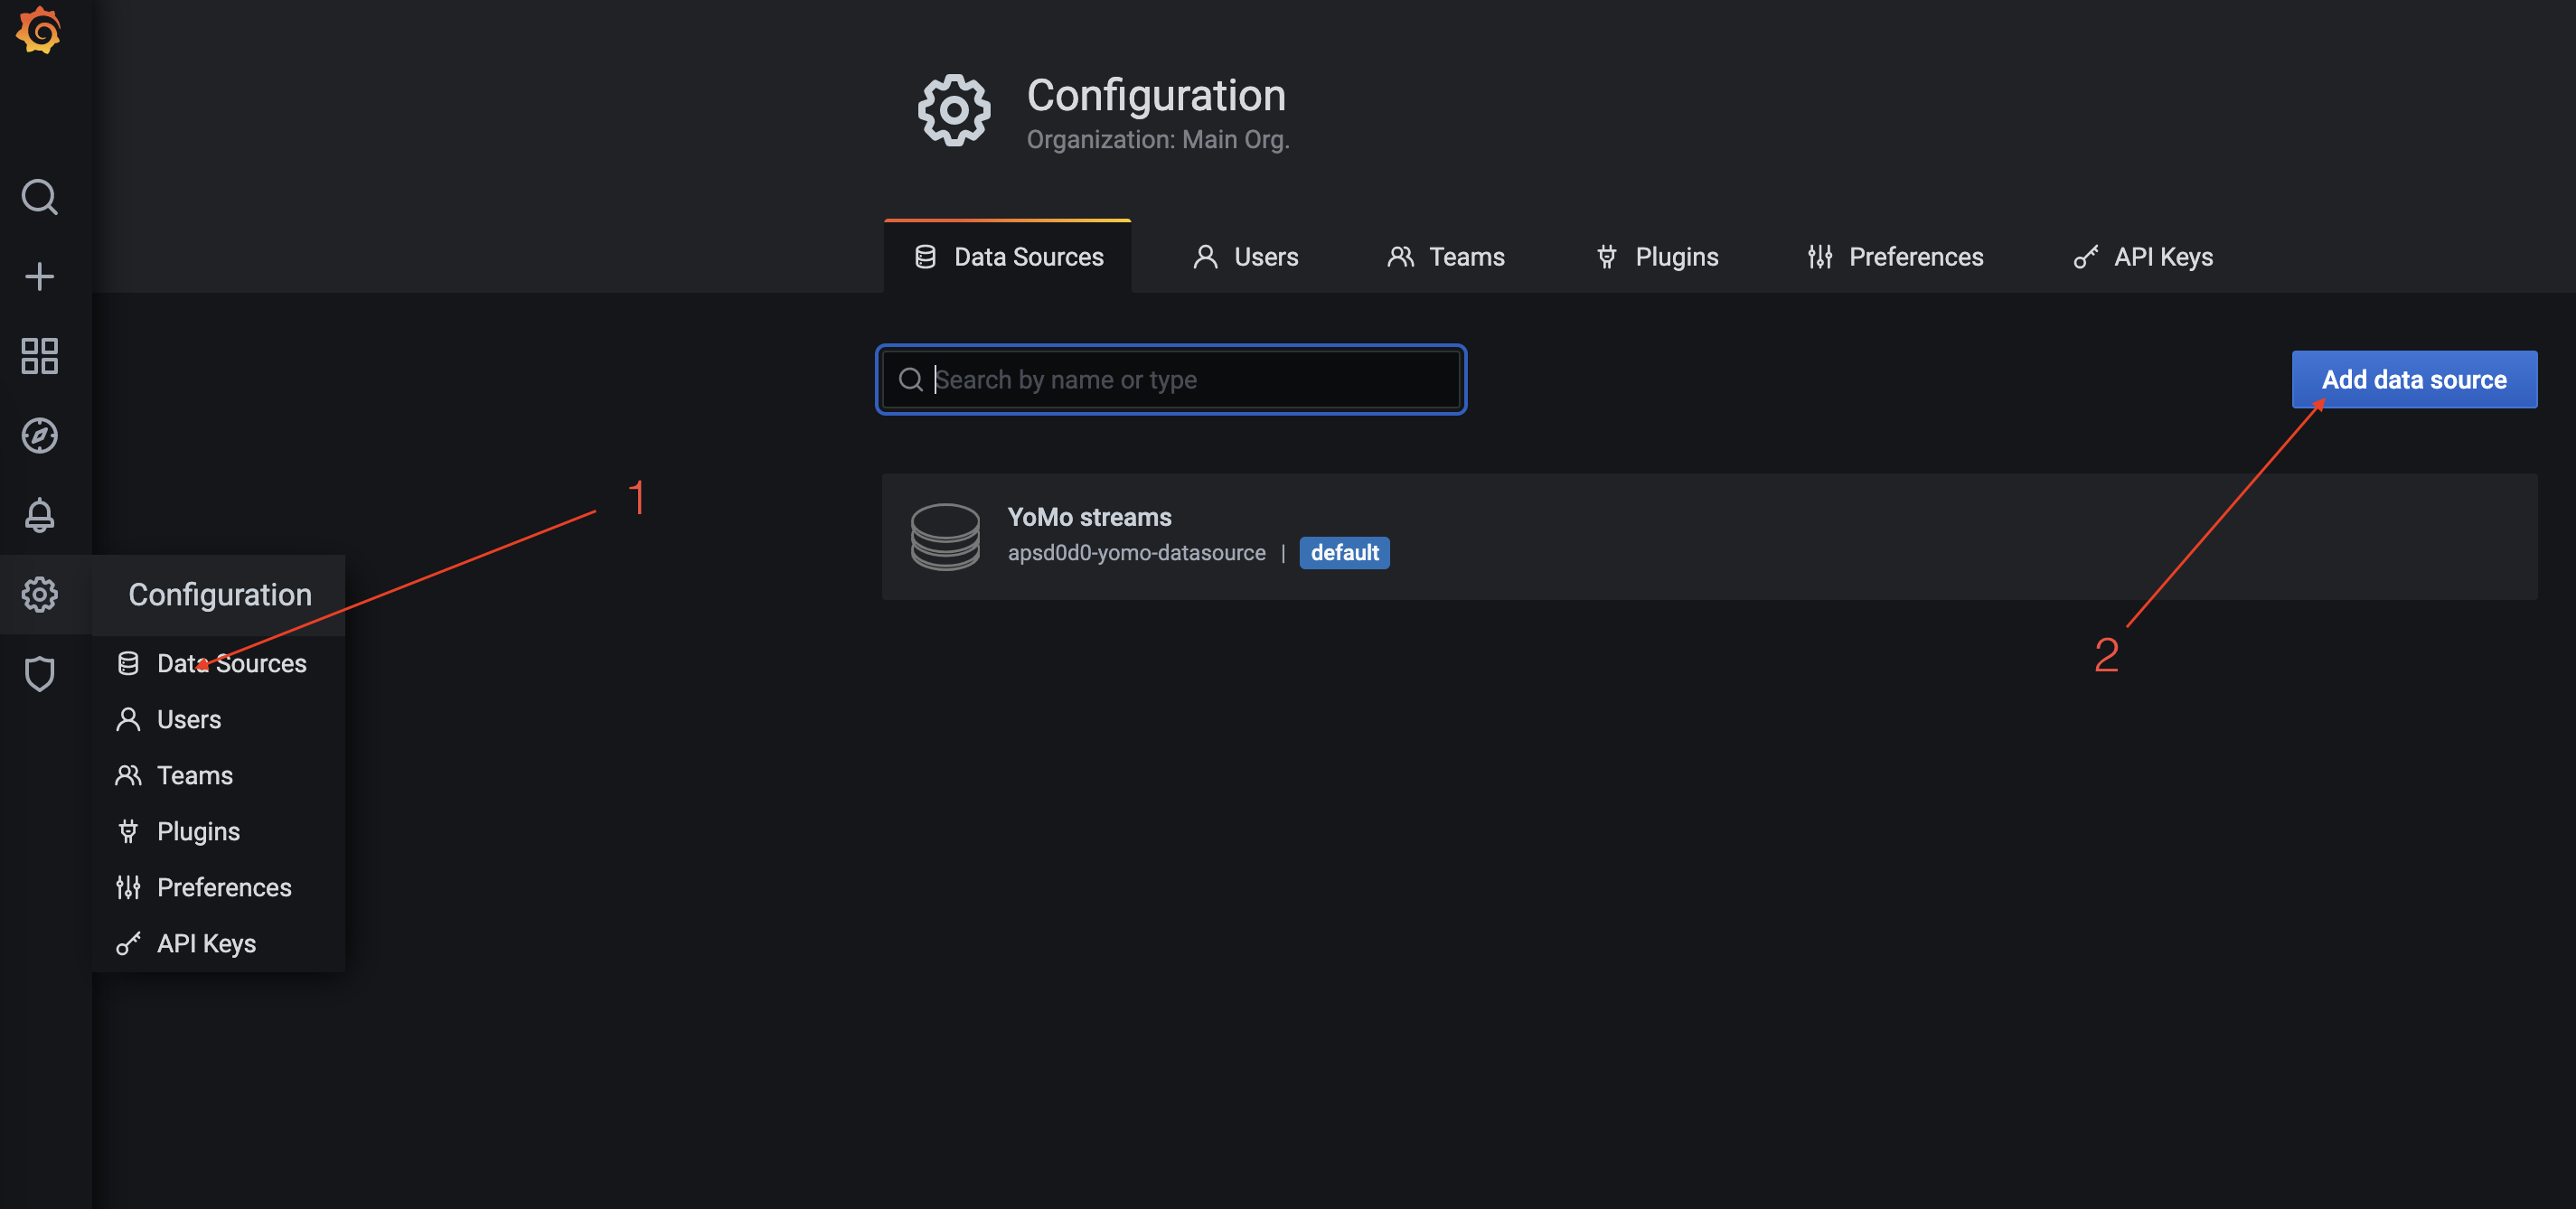 Configuration
Organization: Main Org.
Data Sources
Users
Teams
Plugins
Preferences
API Keys
Search by name or type
Add data source
1
YoMo streams
apsd0d0-yomo-datasource | default
2
Configuration
Data Sources
Users
Teams
Plugins
Preferences
API Keys